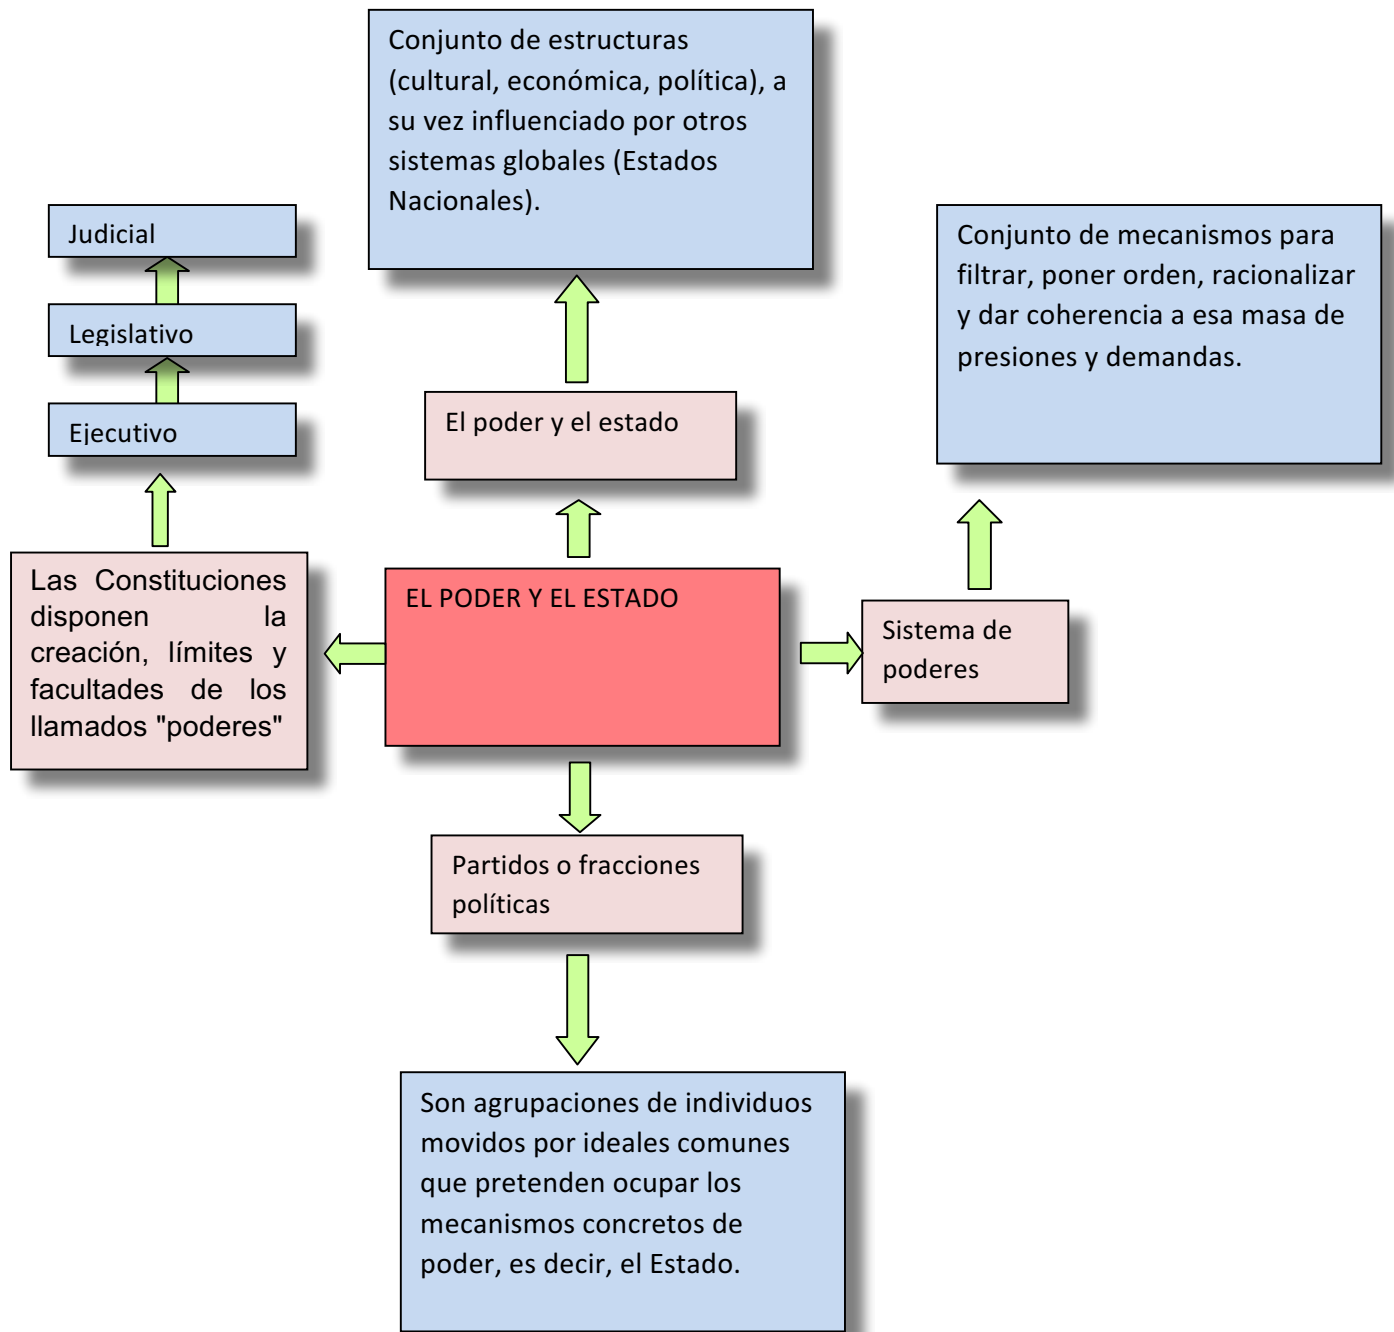 Conjunto de estructuras
(cultural, económica, política), a
su vez influenciado por otros
sistemas globales (Estados
Nacionales).
Judicial
Legislativo
Ejecutivo
Conjunto de mecanismos para
filtrar, poner orden, racionalizar
y dar coherencia a esa masa de
presiones y demandas.
El poder y el estado
Las Constituciones
disponen la
creación, límites y
facultades de los
llamados "poderes"
EL PODER Y EL ESTADO
Sistema de
poderes
Partidos o fracciones
políticas
Son agrupaciones de individuos
movidos por ideales comunes
que pretenden ocupar los
mecanismos concretos de
poder, es decir, el Estado.